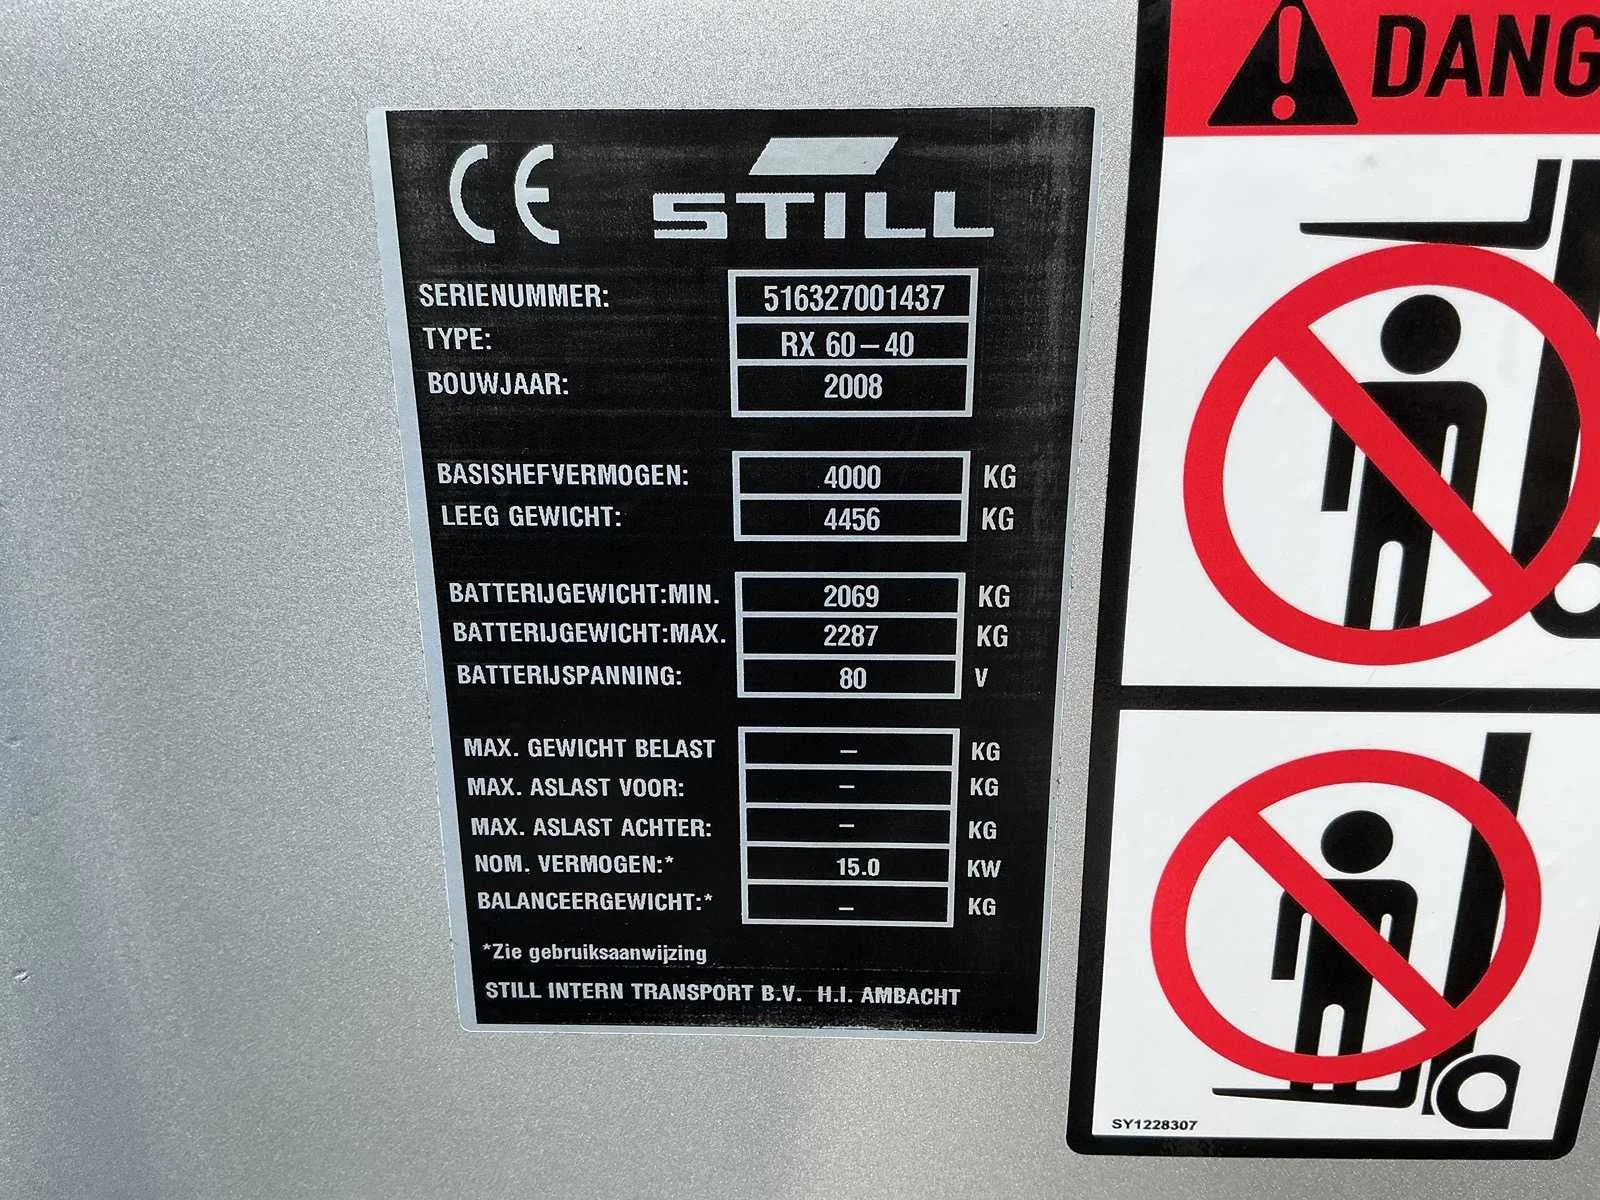 CE STILL
SERIENUMMER: 516327001437
TYPE: RX 60–40
BOUWJAAR: 2008
BASISHEFVERMOGEN: 4000 KG
LEEG GEWICHT: 4456 KG
BATTERIJGEWICHT:MIN. 2069 KG
BATTERIJGEWICHT:MAX. 2287 KG
BATTERIJSPANNING: 80 V
MAX. GEWICHT BELAST – KG
MAX. ASLAST VOOR: – KG
MAX. ASLAST ACHTER: – KG
NOM. VERMOGEN:* 15.0 KW
BALANCEERGEWICHT:* – KG
*Zie gebruiksaanwijzing
STILL INTERN TRANSPORT B.V. H.I. AMBACHT
DANG
SY1228307